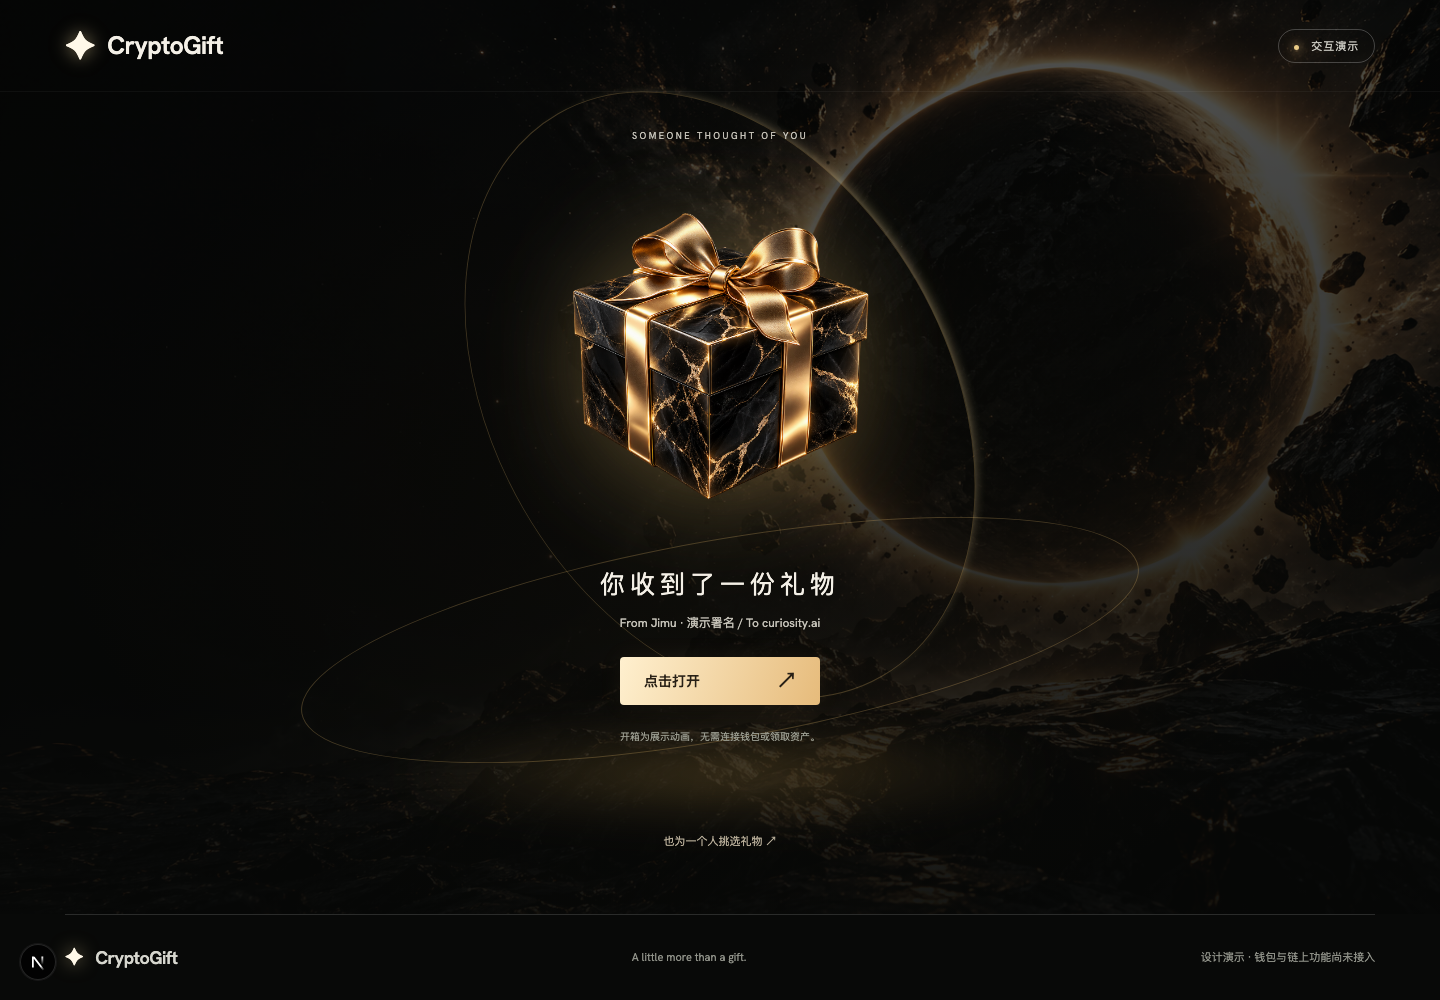 CryptoGift
交互演示
SOMEONE THOUGHT OF YOU
你收到了一份礼物
From Jimu · 演示署名 / To curiosity.ai
点击打开 ↗
开箱为展示动画，无需连接钱包或领取资产。
也为一个人挑选礼物 ↗
N
CryptoGift
A little more than a gift.
设计演示 · 钱包与链上功能尚未接入